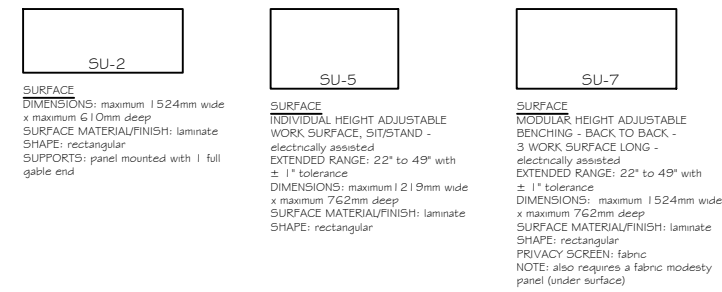 SU-2
SURFACE
DIMENSIONS: maximum 1524mm wide
x maximum 610mm deep
SURFACE MATERIAL/FINISH: laminate
SHAPE: rectangular
SUPPORTS: panel mounted with 1 full
gable end
SU-5
SURFACE
INDIVIDUAL HEIGHT ADJUSTABLE
WORK SURFACE, SIT/STAND -
electrically assisted
EXTENDED RANGE: 22" to 49" with
± 1" tolerance
DIMENSIONS: maximum1219mm wide
x maximum 762mm deep
SURFACE MATERIAL/FINISH: laminate
SHAPE: rectangular
SU-7
SURFACE
MODULAR HEIGHT ADJUSTABLE
BENCHING - BACK TO BACK -
3 WORK SURFACE LONG -
electrically assisted
EXTENDED RANGE: 22" to 49" with
± 1" tolerance
DIMENSIONS: maximum 1524mm wide
x maximum 762mm deep
SURFACE MATERIAL/FINISH: laminate
SHAPE: rectangular
PRIVACY SCREEN: fabric
NOTE: also requires a fabric modesty
panel (under surface)